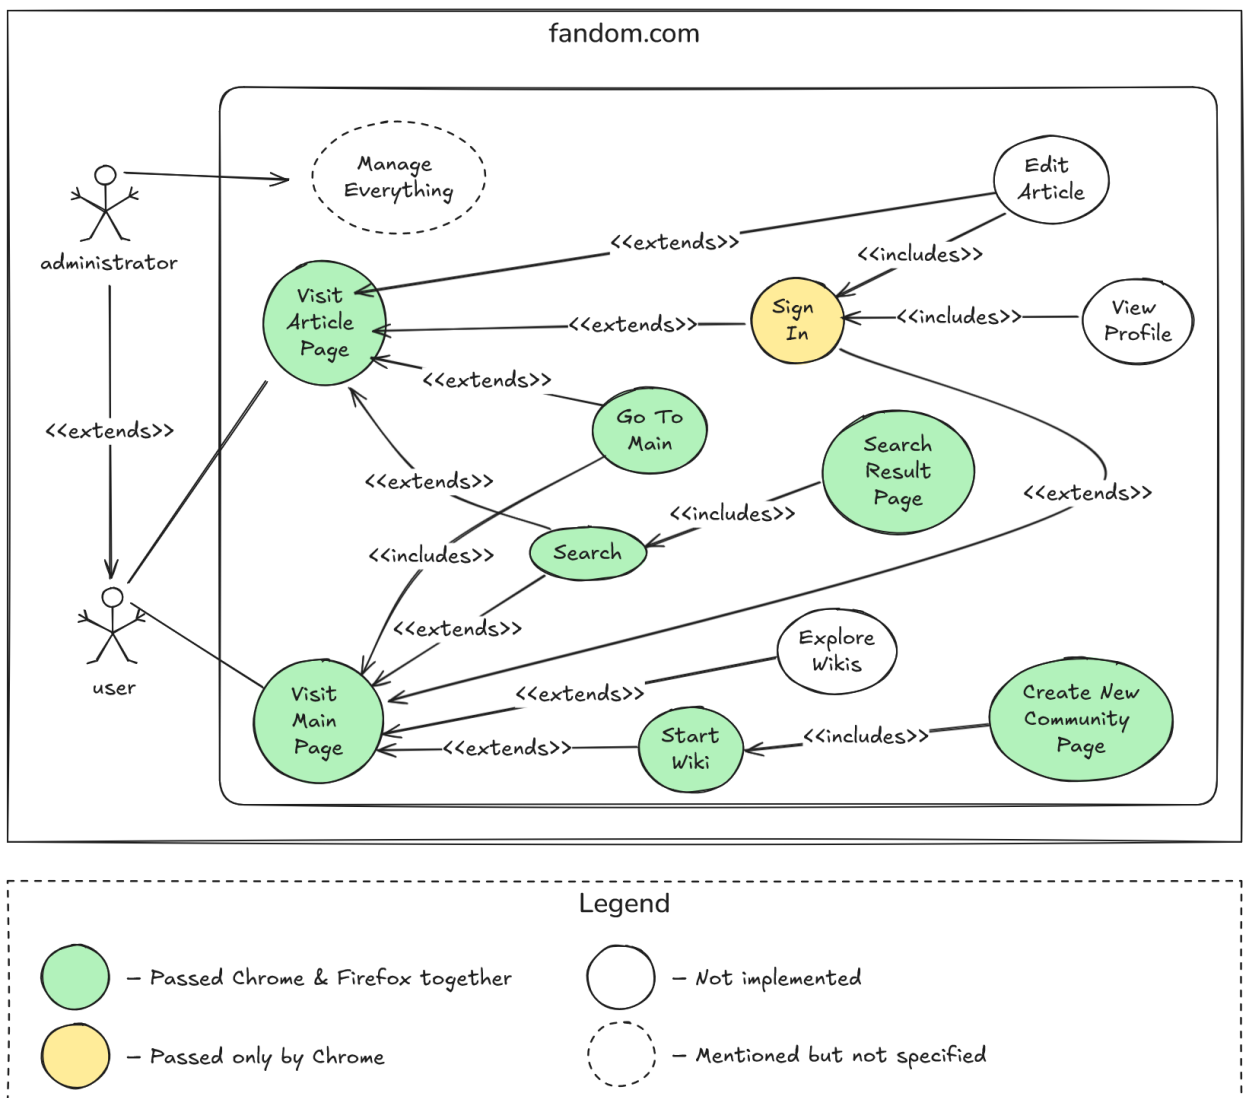 fandom.com
Manage
Everything
Edit
Article
administrator
<<extends>>
<<includes>>
Visit
Article
Page
Sign
In
View
Profile
<<extends>>
<<includes>>
<<extends>>
Go To
Main
<<extends>>
Search
Result
Page
<<extends>>
<<extends>>
<<includes>>
<<includes>>
Search
<<extends>>
Explore
Wikis
user
Visit
Main
Page
<<extends>>
<<extends>>
Start
Wiki
<<includes>>
Create New
Community
Page
Legend
– Passed Chrome & Firefox together
– Not implemented
– Passed only by Chrome
– Mentioned but not specified